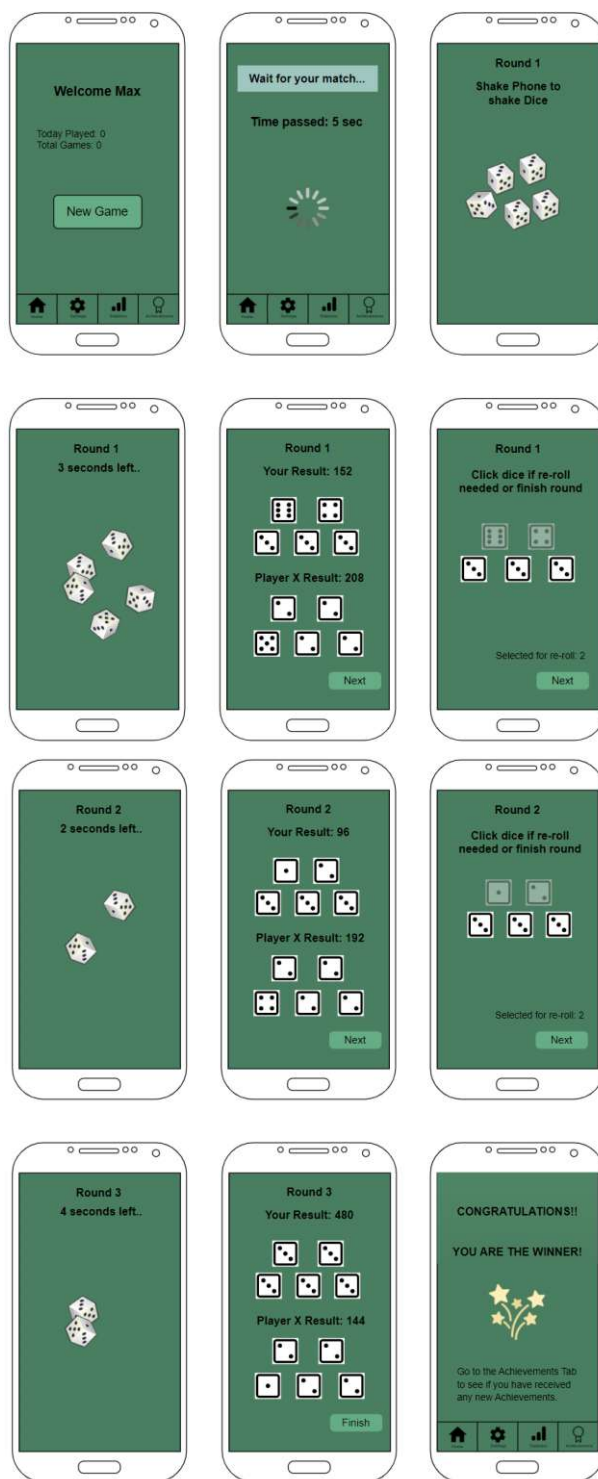 Welcome Max
Today Played: 0
Total Games: 0
New Game
Wait for your match...
Time passed: 5 sec
Round 1
Shake Phone to
shake Dice
Round 1
3 seconds left..
Round 1
Your Result: 152
Player X Result: 208
Next
Round 1
Click dice if re-roll
needed or finish round
Selected for re-roll: 2
Next
Round 2
2 seconds left..
Round 2
Your Result: 96
Player X Result: 192
Next
Round 2
Click dice if re-roll
needed or finish round
Selected for re-roll: 2
Next
Round 3
4 seconds left..
Round 3
Your Result: 480
Player X Result: 144
Finish
CONGRATULATIONS!!
YOU ARE THE WINNER!
Go to the Achievements Tab
to see if you have received
any new Achievements.